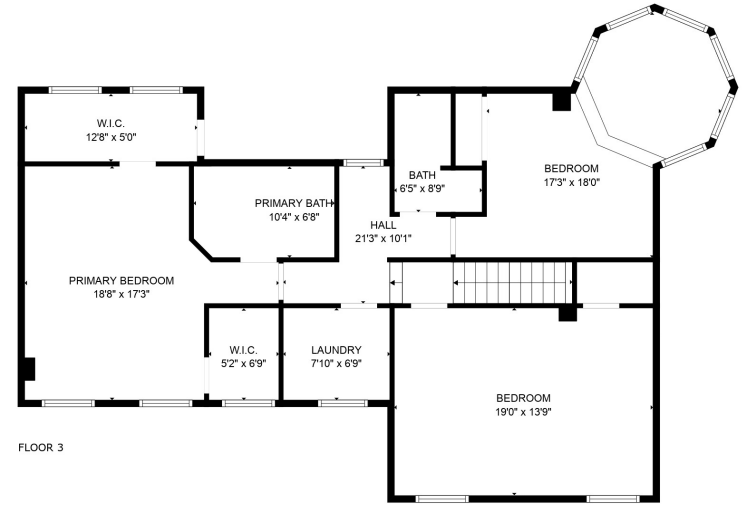 W.I.C.
12'8" x 5'0"
BATH
6'5" x 8'9"
BEDROOM
17'3" x 18'0"
PRIMARY BATH
10'4" x 6'8"
HALL
21'3" x 10'1"
PRIMARY BEDROOM
18'8" x 17'3"
W.I.C.
5'2" x 6'9"
LAUNDRY
7'10" x 6'9"
BEDROOM
19'0" x 13'9"
FLOOR 3